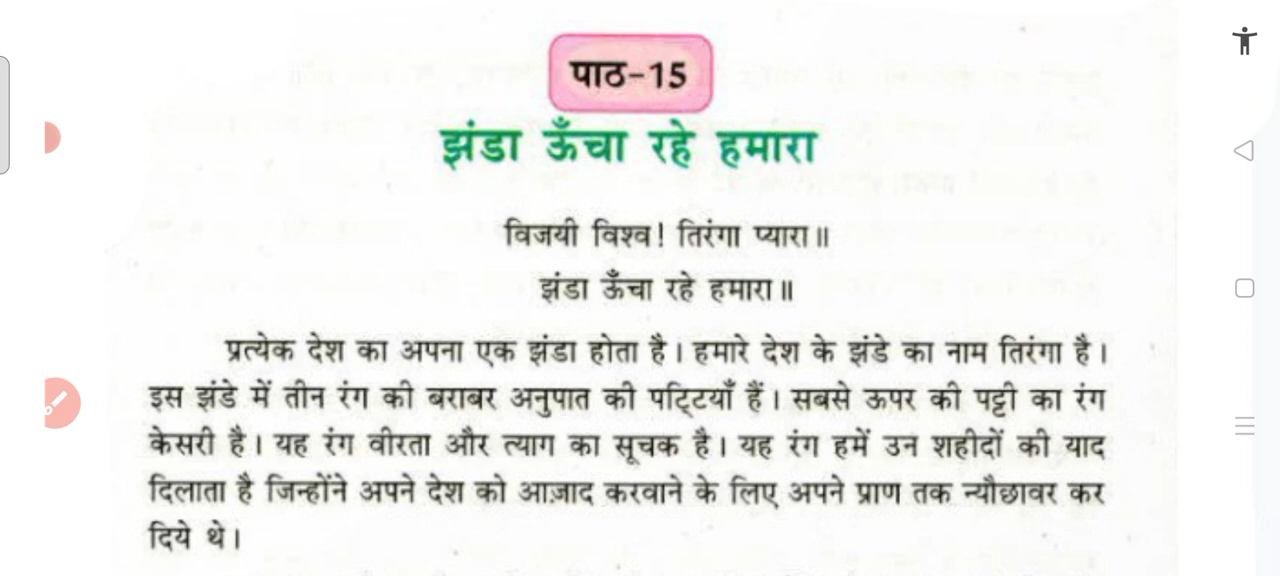 पाठ-15
झंडा ऊँचा रहे हमारा
विजयी विश्व! तिरंगा प्यारा॥
झंडा ऊँचा रहे हमारा॥
प्रत्येक देश का अपना एक झंडा होता है। हमारे देश के झंडे का नाम तिरंगा है।
इस झंडे में तीन रंग की बराबर अनुपात की पट्टियाँ हैं। सबसे ऊपर की पट्टी का रंग
केसरी है। यह रंग वीरता और त्याग का सूचक है। यह रंग हमें उन शहीदों की याद
दिलाता है जिन्होंने अपने देश को आज़ाद करवाने के लिए अपने प्राण तक न्यौछावर कर
दिये थे।